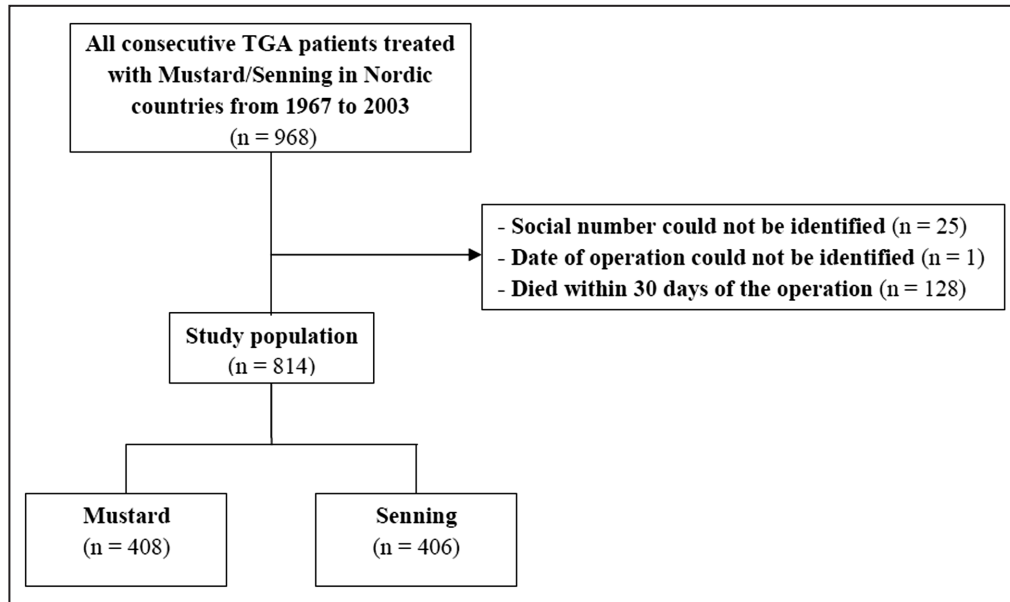 All consecutive TGA patients treated
with Mustard/Senning in Nordic
countries from 1967 to 2003
(n = 968)
- Social number could not be identified (n = 25)
- Date of operation could not be identified (n = 1)
- Died within 30 days of the operation (n = 128)
Study population
(n = 814)
Mustard
(n = 408)
Senning
(n = 406)